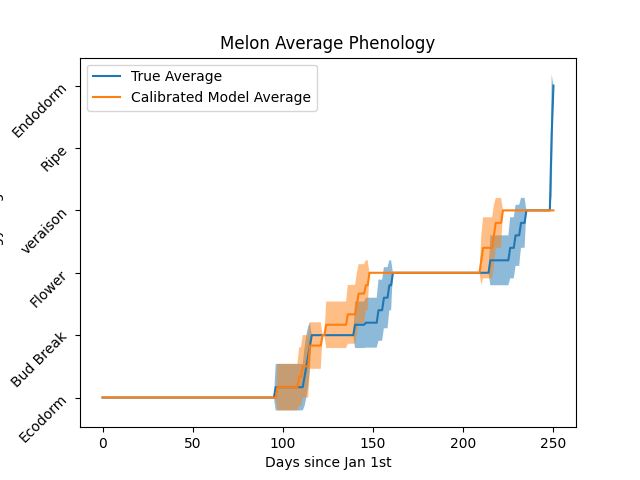 Melon Average Phenology
True Average
Calibrated Model Average
Endodorm
Ripe
veraison
Flower
Bud Break
Ecodorm
0 50 100 150 200 250
Days since Jan 1st